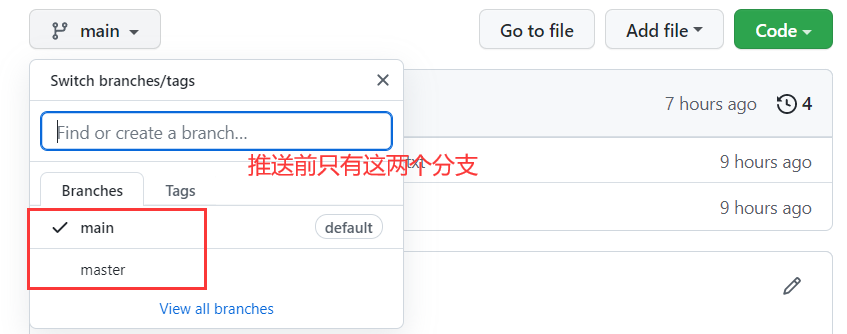 main
Go to file
Add file
Code
Switch branches/tags
7 hours ago
4
Find or create a branch...
推送前只有这两个分支
txt
9 hours ago
Branches
Tags
9 hours ago
main
default
master
View all branches